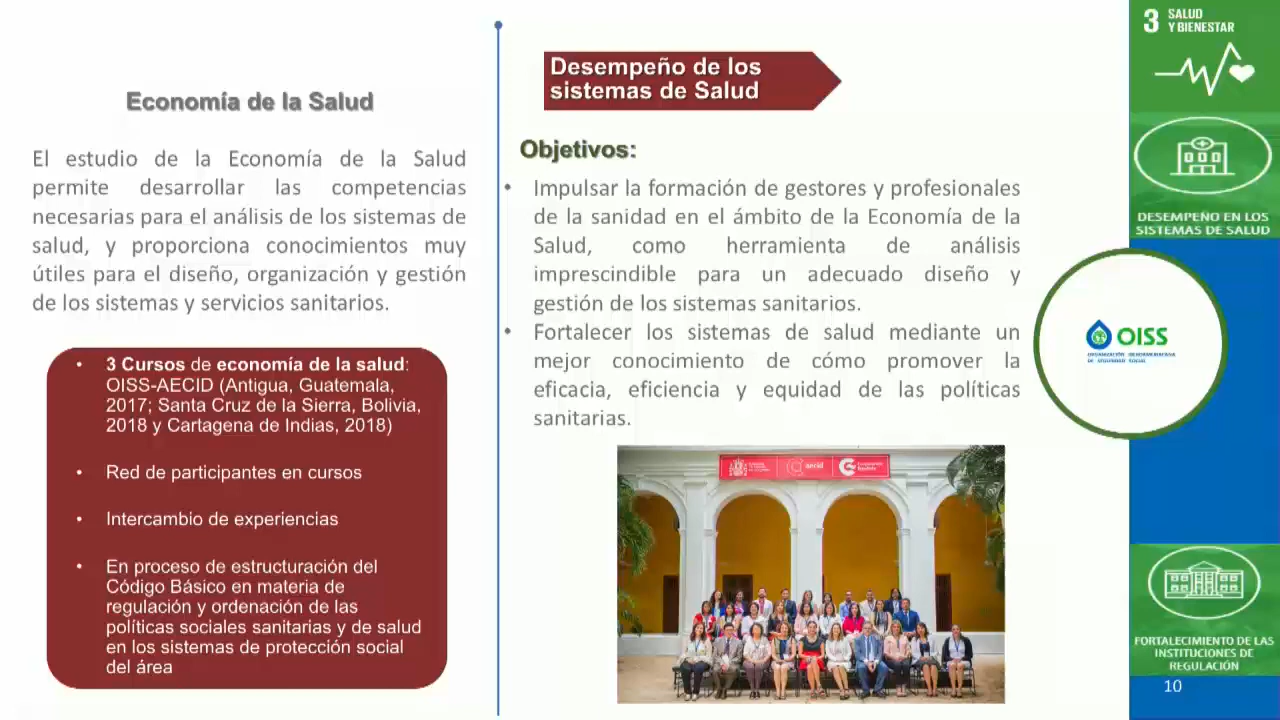 Economía de la Salud
El estudio de la Economía de la Salud
permite desarrollar las competencias
necesarias para el análisis de los sistemas de
salud, y proporciona conocimientos muy
útiles para el diseño, organización y gestión
de los sistemas y servicios sanitarios.
• 3 Cursos de economía de la salud:
OISS-AECID (Antigua, Guatemala,
2017; Santa Cruz de la Sierra, Bolivia,
2018 y Cartagena de Indias, 2018)
• Red de participantes en cursos
• Intercambio de experiencias
• En proceso de estructuración del
Código Básico en materia de
regulación y ordenación de las
políticas sociales sanitarias y de salud
en los sistemas de protección social
del área
Desempeño de los
sistemas de Salud
Objetivos:
• Impulsar la formación de gestores y profesionales
de la sanidad en el ámbito de la Economía de la
Salud, como herramienta de análisis
imprescindible para un adecuado diseño y
gestión de los sistemas sanitarios.
• Fortalecer los sistemas de salud mediante un
mejor conocimiento de cómo promover la
eficacia, eficiencia y equidad de las políticas
sanitarias.
aecid
3 SALUD
Y BIENESTAR
DESEMPEÑO EN LOS
SISTEMAS DE SALUD
OISS
ORGANIZACIÓN IBEROAMERICANA
DE SEGURIDAD SOCIAL
FORTALECIMIENTO DE LAS
INSTITUCIONES DE
REGULACIÓN
10